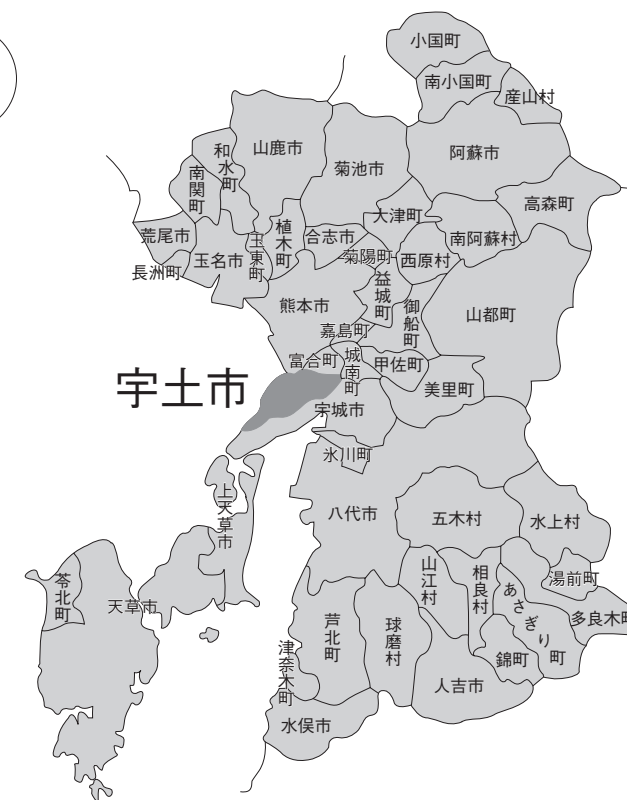 小国町
南小国町
産山村
阿蘇市
高森町
山鹿市
和水町
南関町
菊池市
荒尾市
長洲町
玉名市
玉東町
植木町
合志市
大津町
菊陽町
西原村
南阿蘇村
熊本市
益城町
御船町
山都町
嘉島町
富合町
城南町
甲佐町
美里町
宇土市
宇城市
氷川町
八代市
五木村
水上村
上天草市
苓北町
天草市
山江村
相良村
湯前町
あさぎり町
多良木町
芦北町
球磨村
錦町
人吉市
津奈木町
水俣市